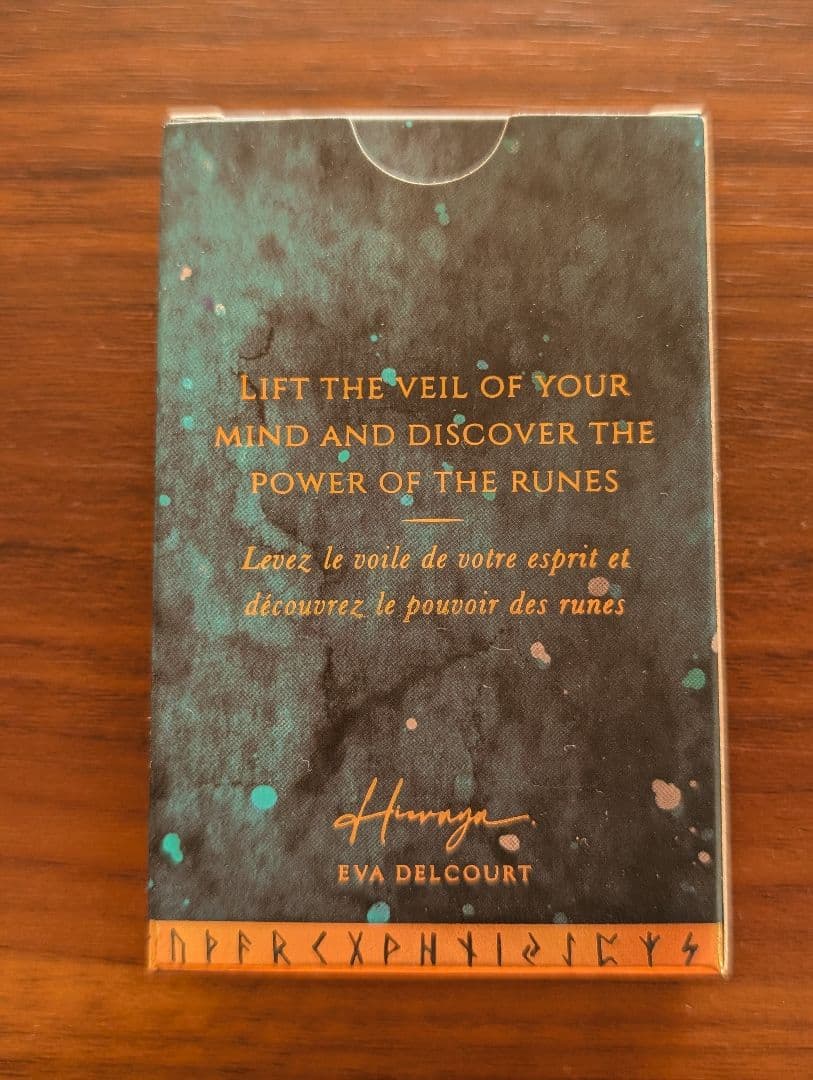 LIFT THE VEIL OF YOUR
MIND AND DISCOVER THE
POWER OF THE RUNES
Levez le voile de votre esprit et
découvrez le pouvoir des runes
Hivraya
EVA DELCOURT
ᚢ ᚦ ᚨ ᚱ ᚲ ᚷ ᚹ ᚺ ᚾ ᛁ ᛃ ᛇ ᛈ ᛉ ᛊ